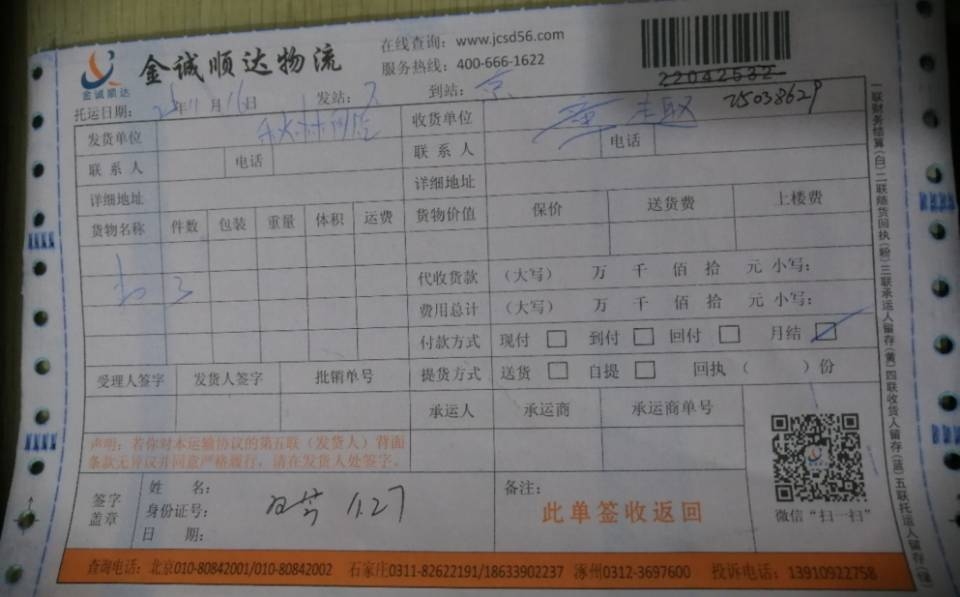 金诚顺达
金诚顺达物流
在线查询：www.jcsd56.com
服务热线：400-666-1622
22042532
25038629
托运日期： 年11月16日 发站： 到站：京
发货单位 收货单位
联系人 电话 联系人 电话
详细地址 详细地址
货物名称 件数 包装 重量 体积 运费 货物价值 保价 送货费 上楼费
3
代收货款 （大写） 万 千 佰 拾 元 小写：
费用总计 （大写） 万 千 佰 拾 元 小写：
付款方式 现付 □ 到付 □ 回付 □ 月结 ☑
受理人签字 发货人签字 批销单号 提货方式 送货 □ 自提 □ 回执（ ）份
承运人 承运商 承运商单号
声明：若你对本运输协议的第五联（发货人）背面
条款无异议并同意严格履行，请在发货人处签字。
签字
盖章
姓 名：
身份证号：
日 期：
1.27
备注：
此单签收返回
微信“扫一扫”
一联财务结算(白)二联随货回执(粉)三联承运人留存(黄)四联收货人留存(蓝)五联托运人留存(绿)
查询电话：北京010-80842001/010-80842002 石家庄0311-82622191/18633902237 涿州0312-3697600 投诉电话：13910922758